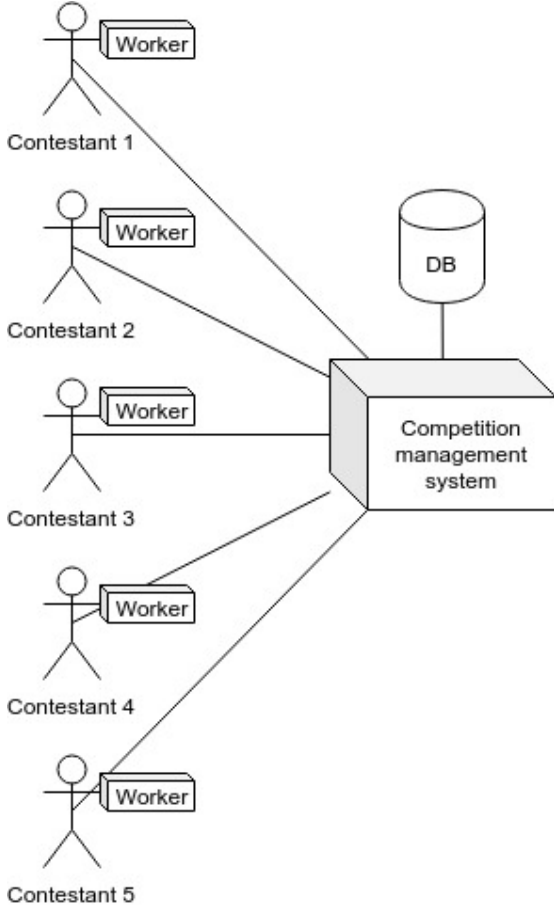 Worker
Contestant 1
Worker
Contestant 2
DB
Worker
Contestant 3
Competition
management
system
Worker
Contestant 4
Worker
Contestant 5